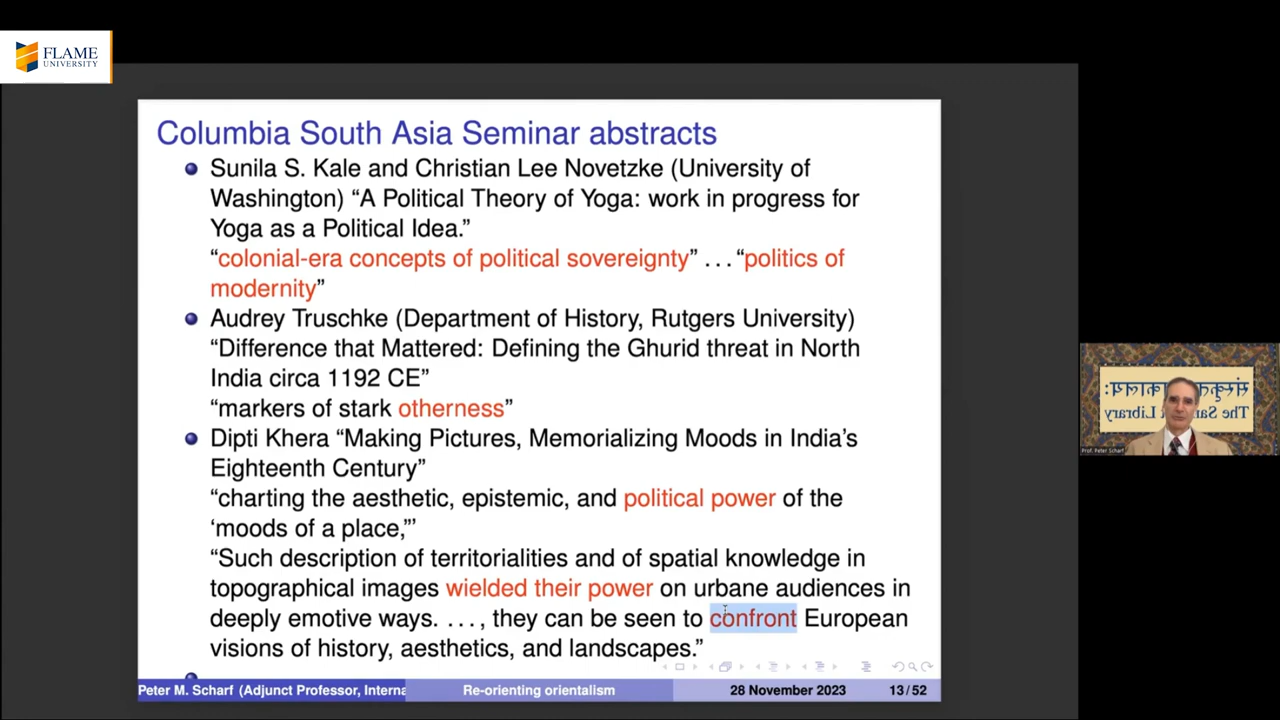 FLAME
UNIVERSITY
Columbia South Asia Seminar abstracts
Sunila S. Kale and Christian Lee Novetzke (University of
Washington) “A Political Theory of Yoga: work in progress for
Yoga as a Political Idea.”
“colonial-era concepts of political sovereignty” . . . “politics of
modernity”
Audrey Truschke (Department of History, Rutgers University)
“Difference that Mattered: Defining the Ghurid threat in North
India circa 1192 CE”
“markers of stark otherness”
Dipti Khera “Making Pictures, Memorializing Moods in India’s
Eighteenth Century”
“charting the aesthetic, epistemic, and political power of the
‘moods of a place,”’
“Such description of territorialities and of spatial knowledge in
topographical images wielded their power on urbane audiences in
deeply emotive ways. . . . , they can be seen to confront European
visions of history, aesthetics, and landscapes.”
Peter M. Scharf (Adjunct Professor, Interna
Re-orienting orientalism
28 November 2023
13 / 52
The Sa Library
Prof. Peter Scharf